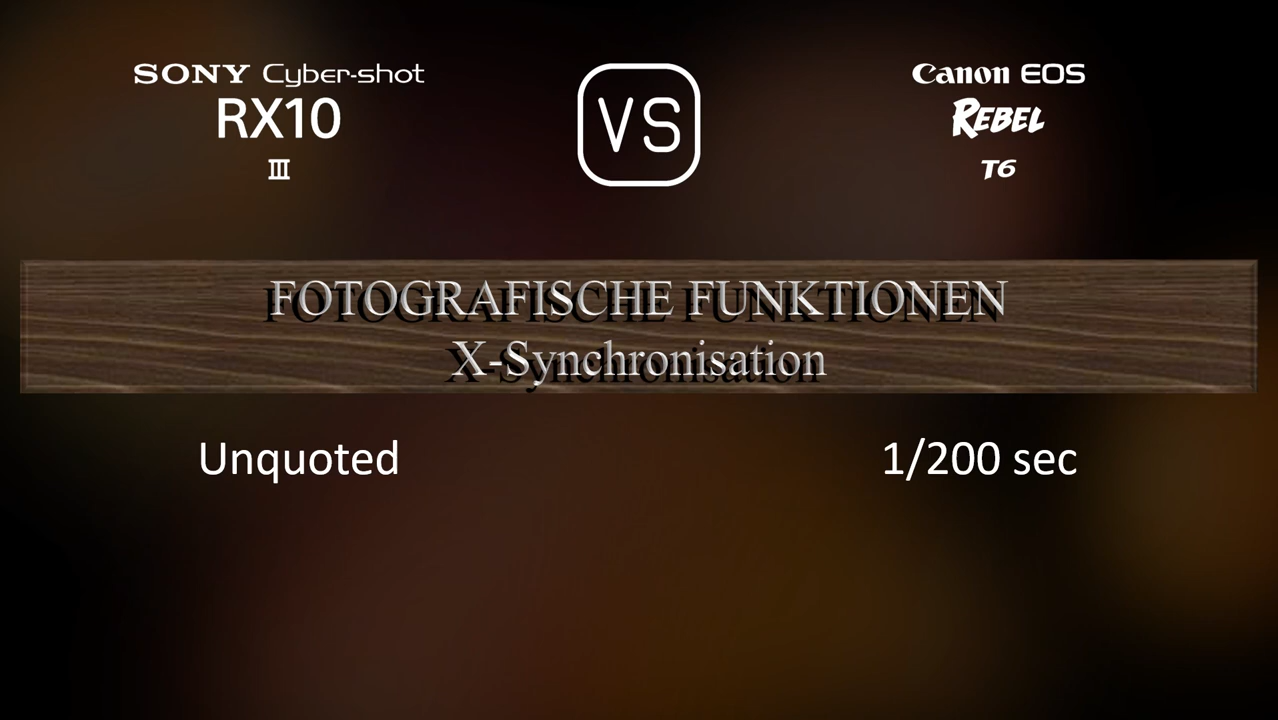 SONY Cyber-shot
RX10
III
VS
Canon EOS
REBEL
T6
FOTOGRAFISCHE FUNKTIONEN
X-Synchronisation
Unquoted
1/200 sec